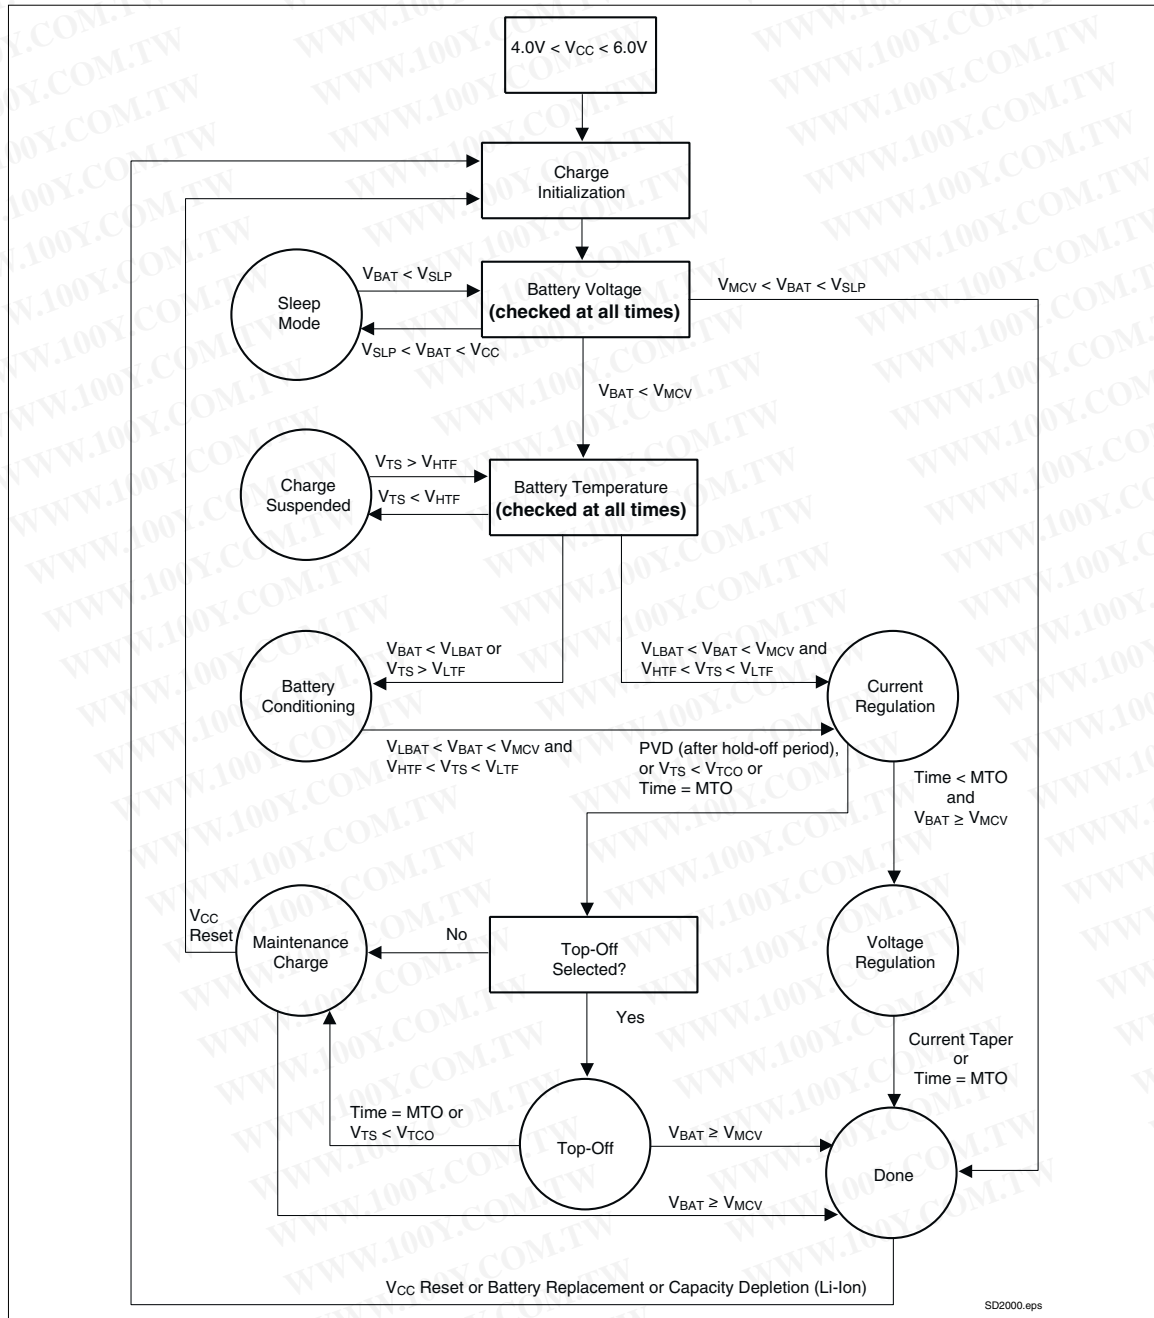 4.0V < VCC < 6.0V
Charge
Initialization
Sleep
Mode
VBAT < VSLP
VSLP < VBAT < VCC
Battery Voltage
(checked at all times)
VMCV < VBAT < VSLP
VBAT < VMCV
Charge
Suspended
VTS > VHTF
VTS < VHTF
Battery Temperature
(checked at all times)
VBAT < VLBAT or
VTS > VLTF
VLBAT < VBAT < VMCV and
VHTF < VTS < VLTF
Battery
Conditioning
Current
Regulation
VLBAT < VBAT < VMCV and
VHTF < VTS < VLTF
PVD (after hold-off period),
or VTS < VTCO or
Time = MTO
Time < MTO
and
VBAT ≥ VMCV
VCC
Reset
Maintenance
Charge
No
Top-Off
Selected?
Yes
Voltage
Regulation
Current Taper
or
Time = MTO
Time = MTO or
VTS < VTCO
Top-Off
VBAT ≥ VMCV
Done
VBAT ≥ VMCV
VCC Reset or Battery Replacement or Capacity Depletion (Li-Ion)
SD2000.eps
WWW.100Y.COM.TW